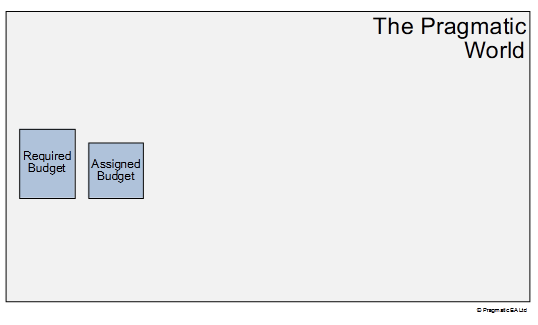 The Pragmatic
World
Required
Budget
Assigned
Budget
© Pragmatic EA Ltd